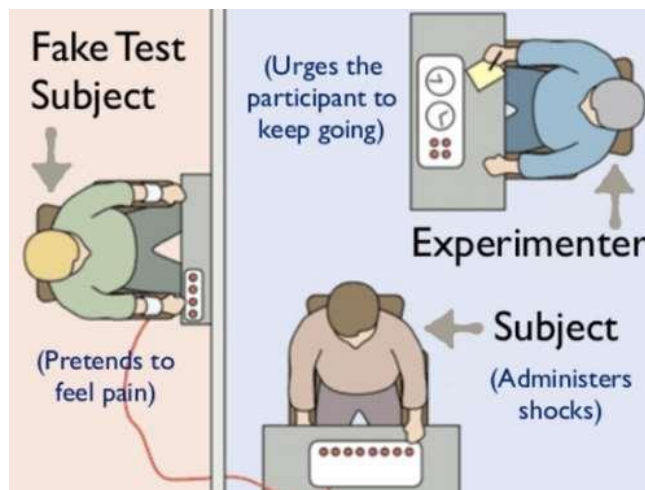 Fake Test
Subject
(Urges the
participant to
keep going)
Experimenter
Subject
(Administers
shocks)
(Pretends to
feel pain)